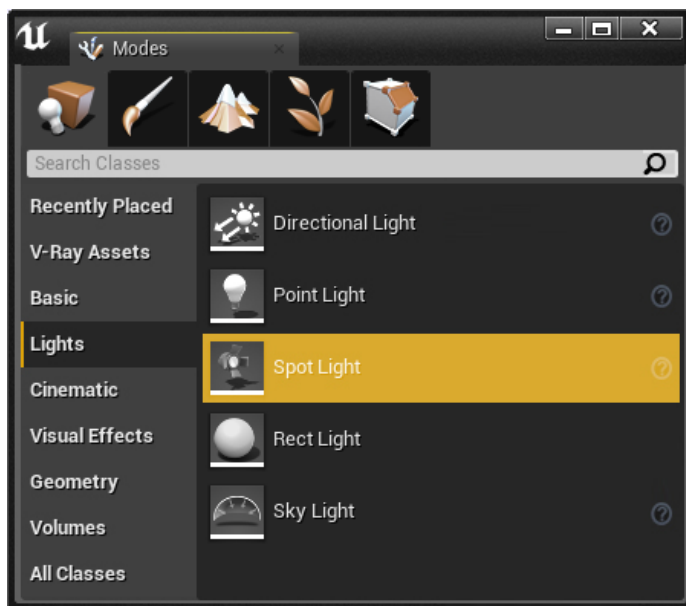 Modes
Search Classes
Recently Placed
V-Ray Assets
Basic
Lights
Cinematic
Visual Effects
Geometry
Volumes
All Classes
Directional Light
Point Light
Spot Light
Rect Light
Sky Light